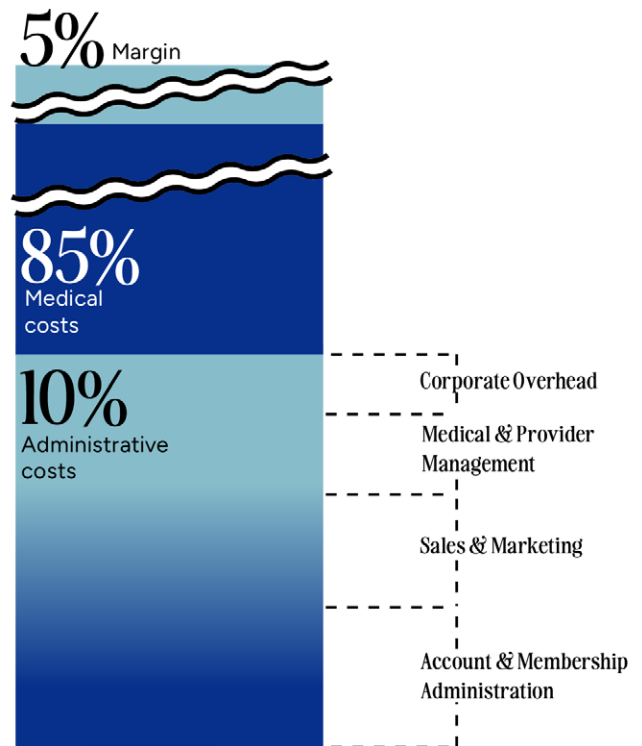 5% Margin
85%
Medical
costs
10%
Administrative
costs
Corporate Overhead
Medical & Provider
Management
Sales & Marketing
Account & Membership
Administration